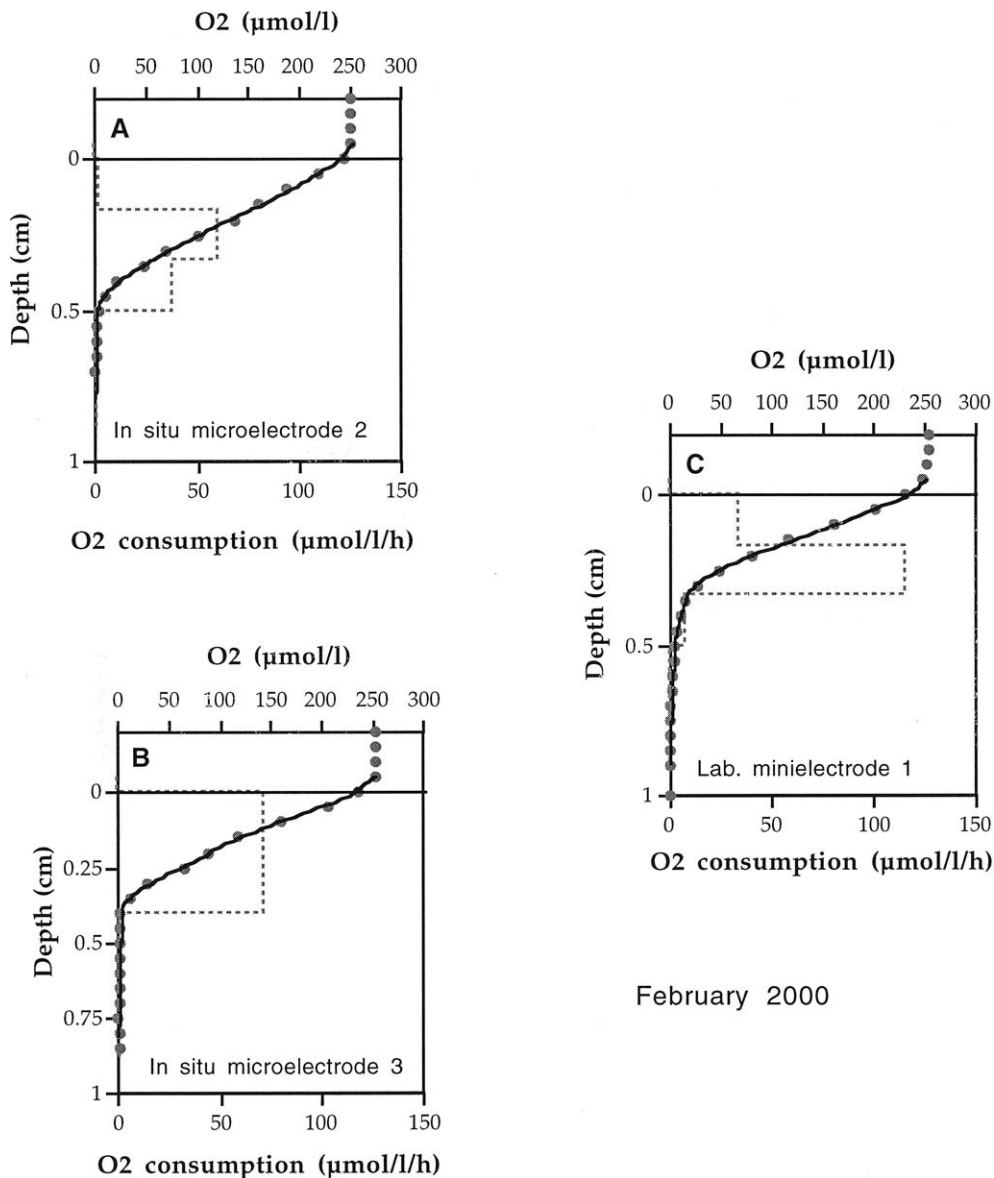 O2 (µmol/l)
0 50 100 150 200 250 300
A
0
0.5
1
Depth (cm)
In situ microelectrode 2
0 50 100 150
O2 consumption (µmol/l/h)
O2 (µmol/l)
0 50 100 150 200 250 300
B
0
0.25
0.5
0.75
1
Depth (cm)
In situ microelectrode 3
0 50 100 150
O2 consumption (µmol/l/h)
O2 (µmol/l)
0 50 100 150 200 250 300
C
0
0.5
1
Depth (cm)
Lab. minielectrode 1
0 50 100 150
O2 consumption (µmol/l/h)
February 2000